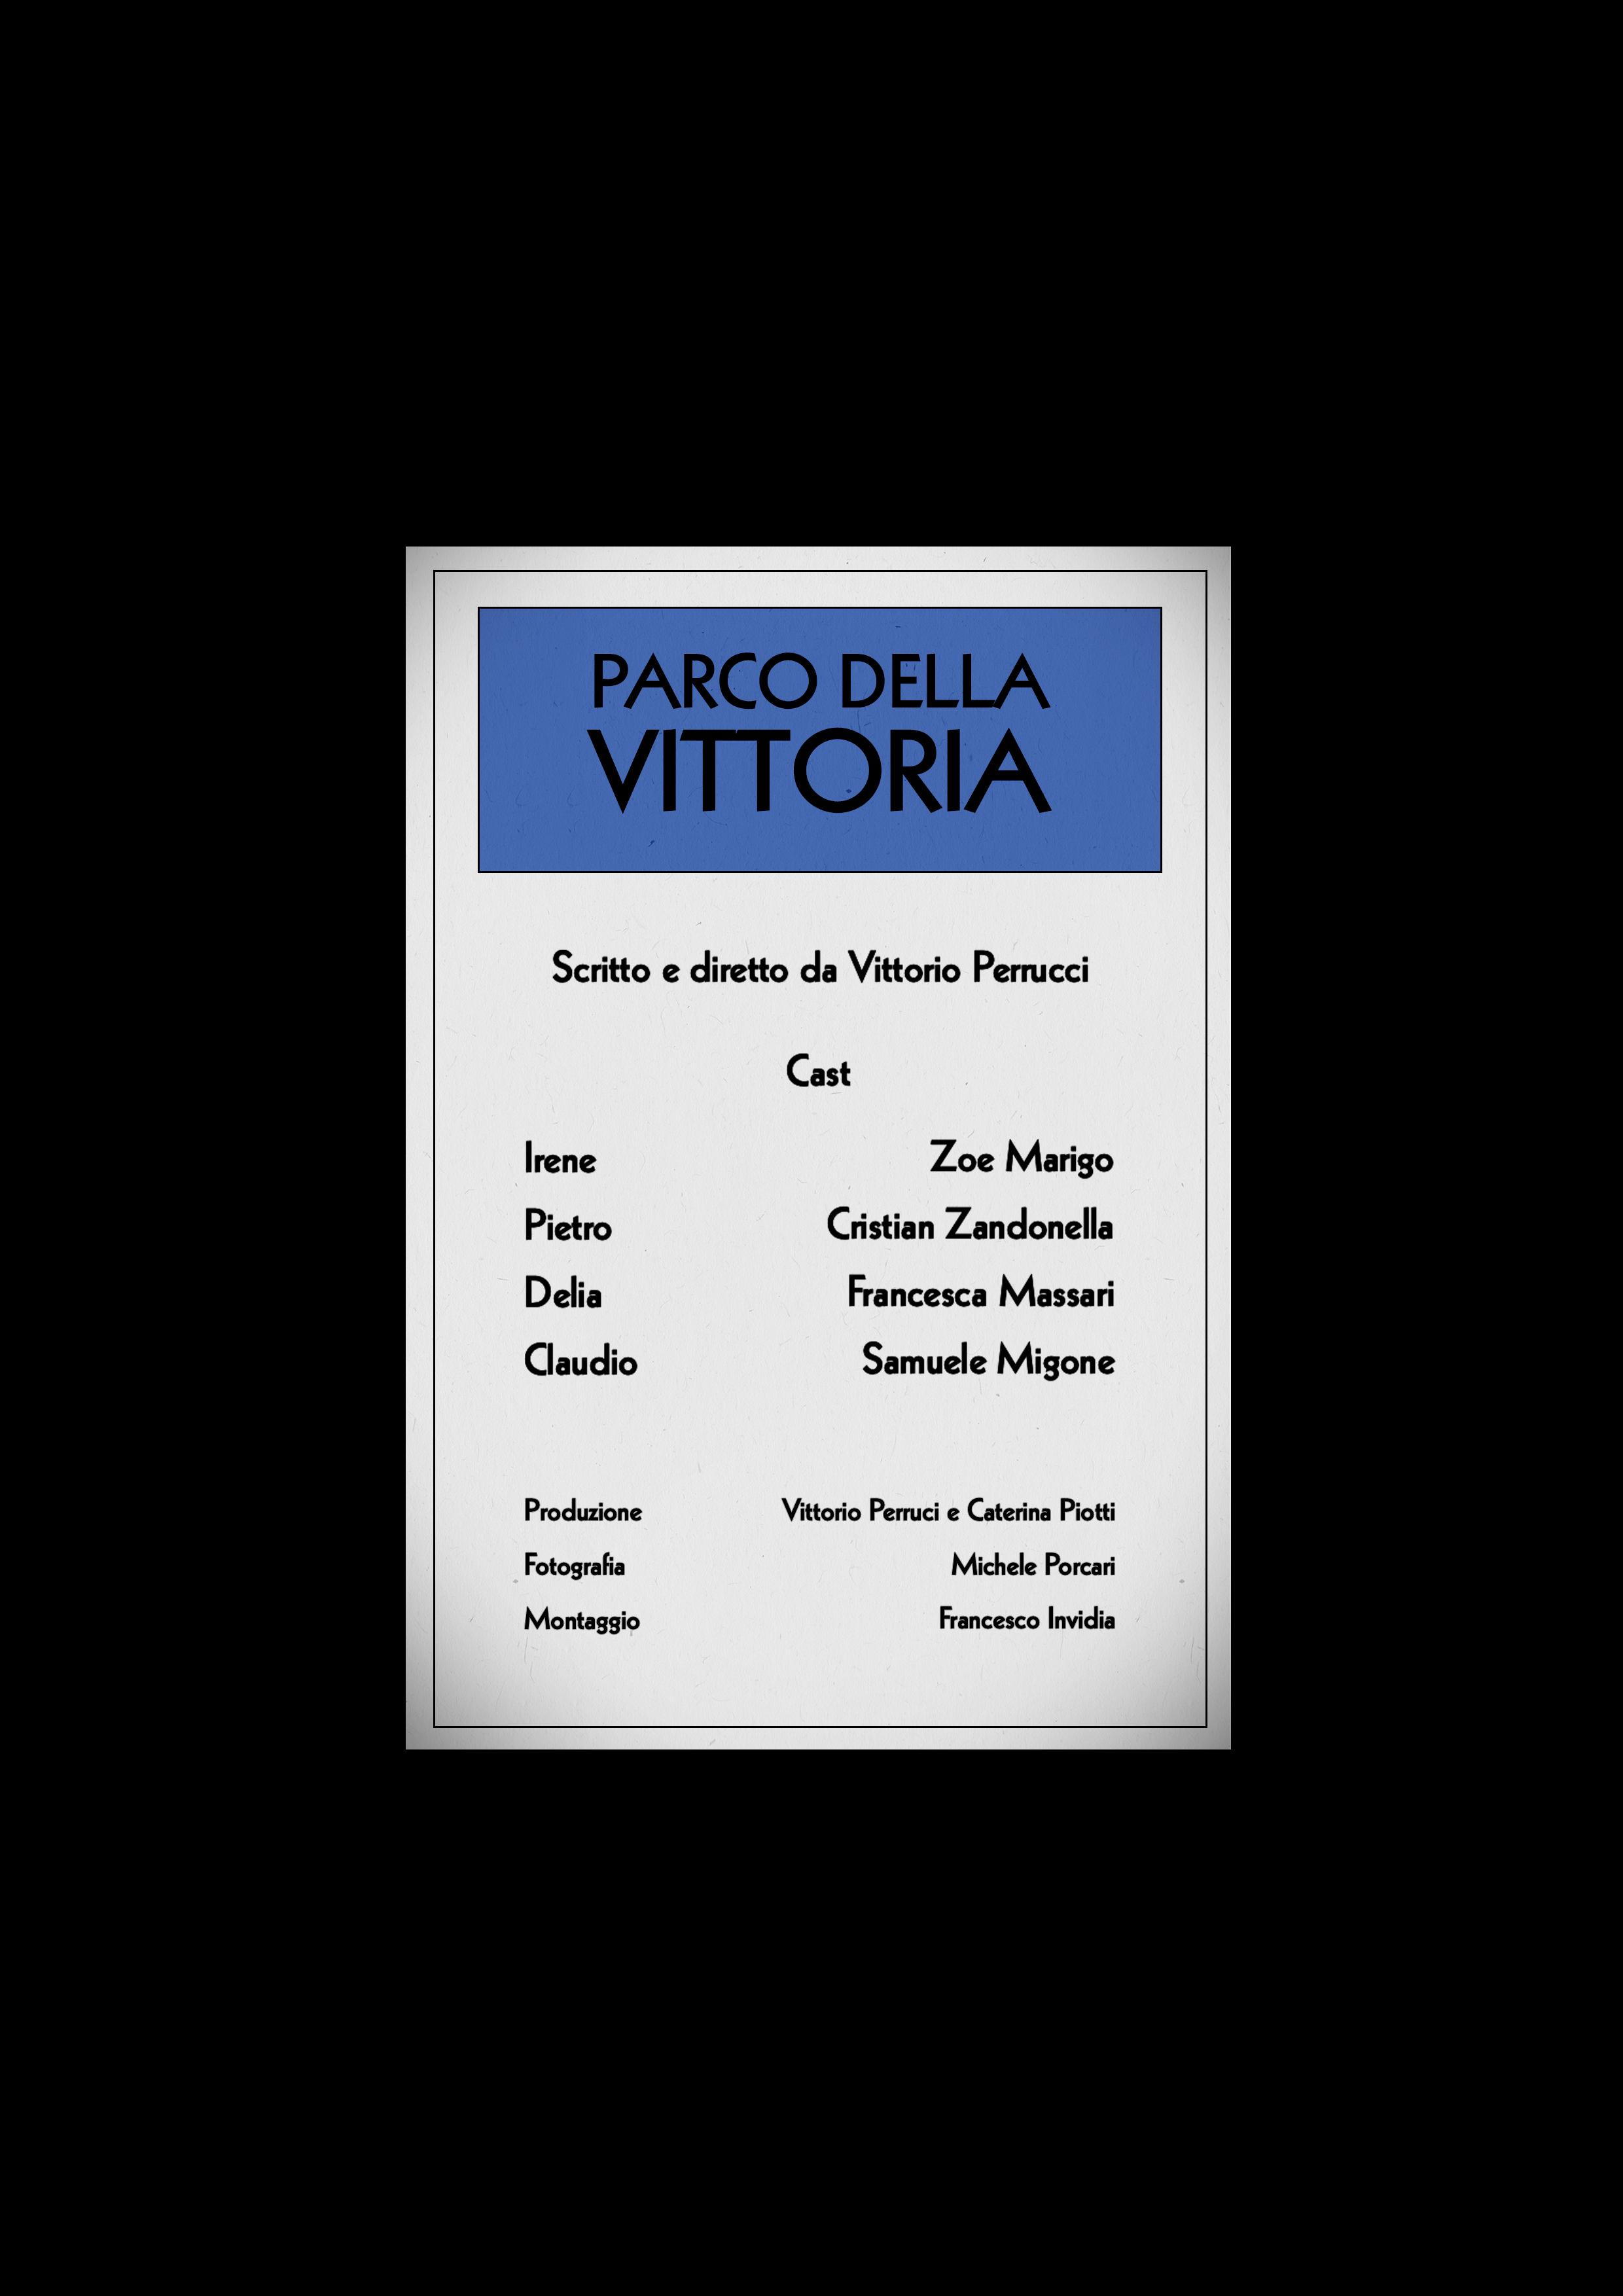 PARCO DELLA
VITTORIA
Scritto e diretto da Vittorio Perrucci
Cast
Irene Zoe Marigo
Pietro Cristian Zandonella
Delia Francesca Massari
Claudio Samuele Migone
Produzione Vittorio Perruci e Caterina Piotti
Fotografia Michele Porcari
Montaggio Francesco Invidia